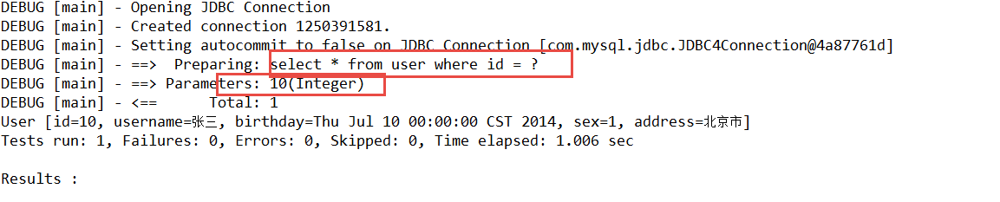 DEBUG [main] - Opening JDBC Connection
DEBUG [main] - Created connection 1250391581.
DEBUG [main] - Setting autocommit to false on JDBC Connection [com.mysql.jdbc.JDBC4Connection@4a87761d]
DEBUG [main] - ==>  Preparing: select * from user where id = ?
DEBUG [main] - ==> Parameters: 10(Integer)
DEBUG [main] - <==      Total: 1
User [id=10, username=张三, birthday=Thu Jul 10 00:00:00 CST 2014, sex=1, address=北京市]
Tests run: 1, Failures: 0, Errors: 0, Skipped: 0, Time elapsed: 1.006 sec
Results :